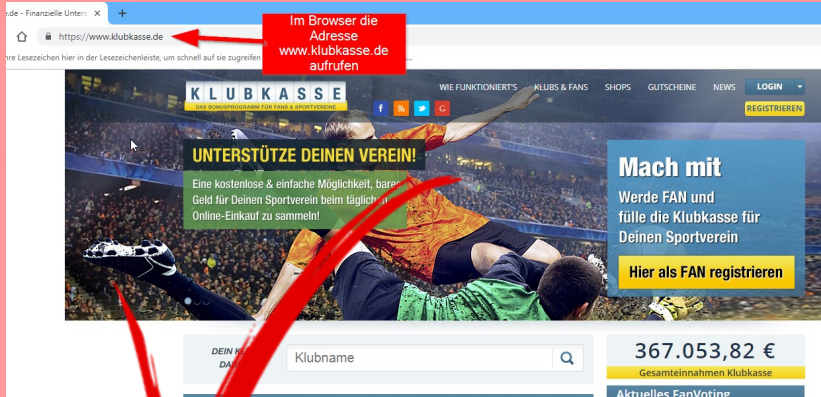 e.de - Finanzielle Unters
https://www.klubkasse.de
Im Browser die
Adresse
www.klubkasse.de
aufrufen
Lesezeichen hier in der Lesezeichenleiste, um schnell auf sie zugreifen
KLUBKASSE
DAS BONUSPROGRAMM FÜR FANS & SPORTVEREINE
WIE FUNKTIONIERT'S KLUBS & FANS SHOPS GUTSCHEINE NEWS LOGIN
REGISTRIEREN
UNTERSTÜTZE DEINEN VEREIN!
Eine kostenlose & einfache Möglichkeit, bares
Geld für Deinen Sportverein beim täglichen
Online-Einkauf zu sammeln!
Mach mit
Werde FAN und
fülle die Klubkasse für
Deinen Sportverein
Hier als FAN registrieren
DEIN
Klubname
367.053,82 €
Gesamteinnahmen Klubkasse
Aktuelles FanVoting